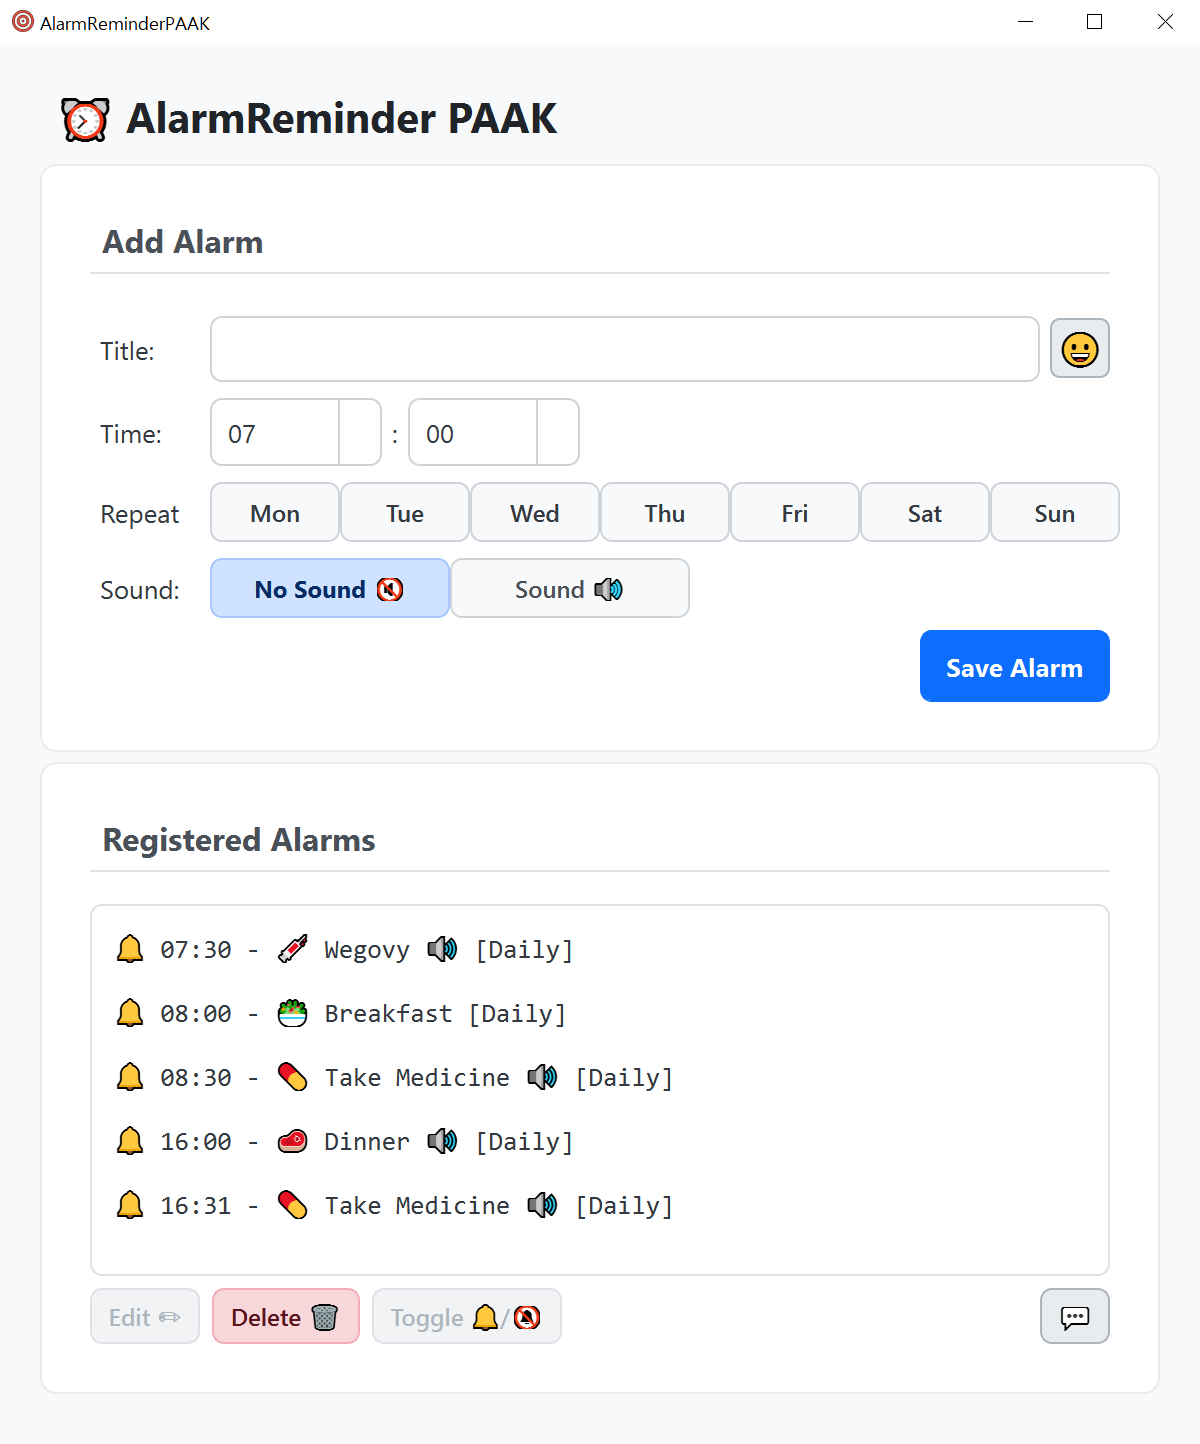 AlarmReminderPAAK
⏰ AlarmReminder PAAK
Add Alarm
Title:
Time: 07 : 00
Repeat Mon Tue Wed Thu Fri Sat Sun
Sound: No Sound 🔇 Sound 🔊
Save Alarm
Registered Alarms
🔔 07:30 - 💉 Wegovy 🔊 [Daily]
🔔 08:00 - 🥗 Breakfast [Daily]
🔔 08:30 - 💊 Take Medicine 🔊 [Daily]
🔔 16:00 - 🥩 Dinner 🔊 [Daily]
🔔 16:31 - 💊 Take Medicine 🔊 [Daily]
Edit ✏ Delete 🗑 Toggle 🔔/🔕 💬